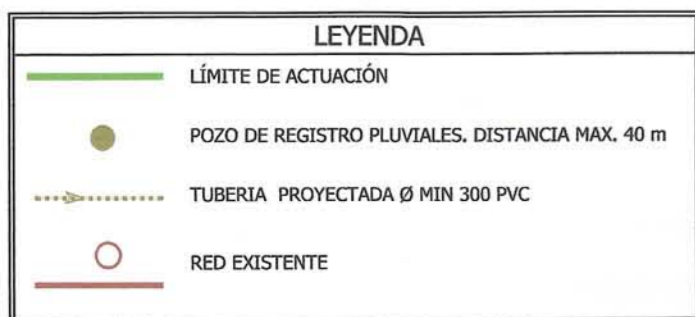 LEYENDA
LÍMITE DE ACTUACIÓN
POZO DE REGISTRO PLUVIALES. DISTANCIA MAX. 40 m
TUBERIA PROYECTADA Ø MIN 300 PVC
RED EXISTENTE